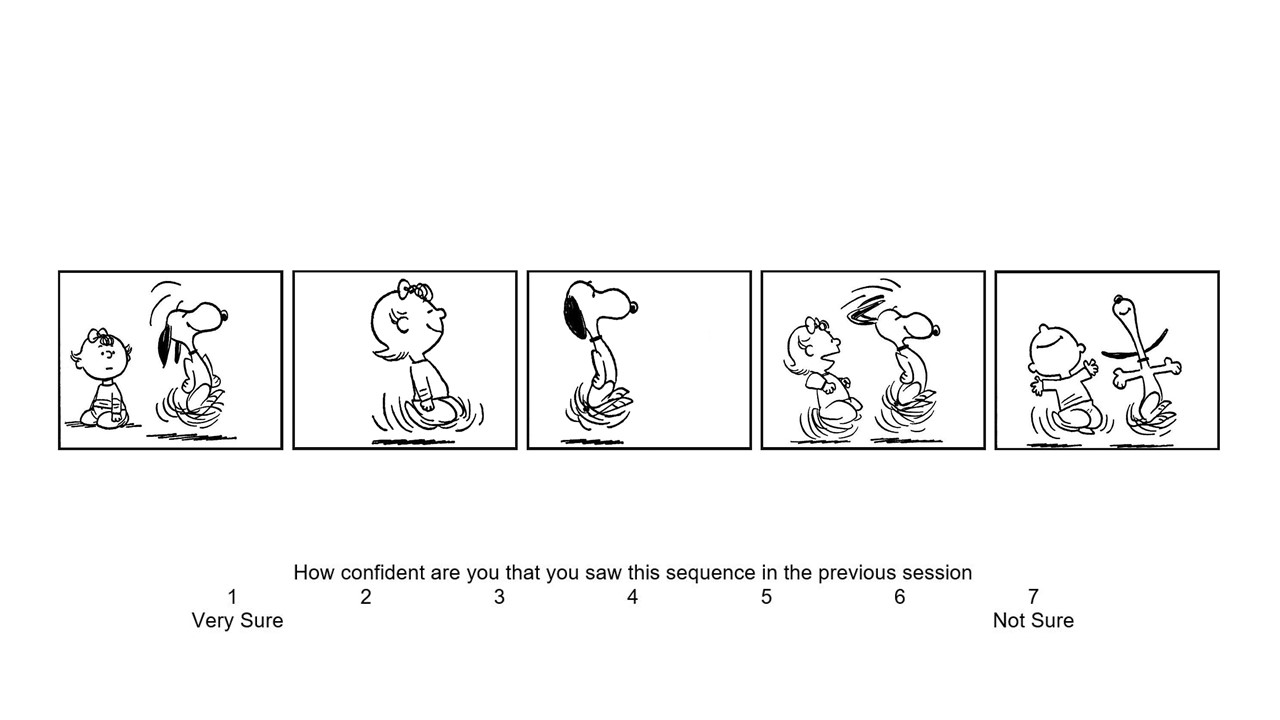 How confident are you that you saw this sequence in the previous session
1 2 3 4 5 6 7
Very Sure Not Sure